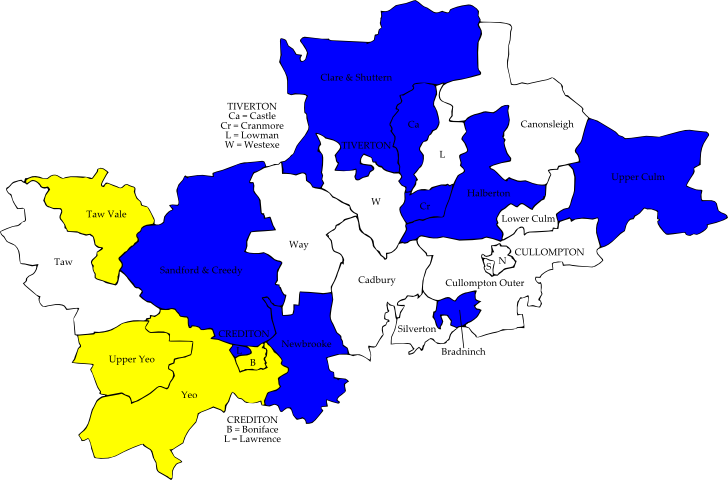 Clare & Shuttern
TIVERTON
Ca = Castle
Cr = Cranmore
L = Lowman
W = Westexe
Ca
Canonsleigh
TIVERTON
L
Upper Culm
Halberton
W
Cr
Taw Vale
Lower Culm
Way
CULLOMPTON
Taw
S
N
Sandford & Creedy
Cadbury
Cullompton Outer
CREDITON
Silverton
Newbrooke
Bradninch
Upper Yeo
B
Yeo
CREDITON
B = Boniface
L = Lawrence